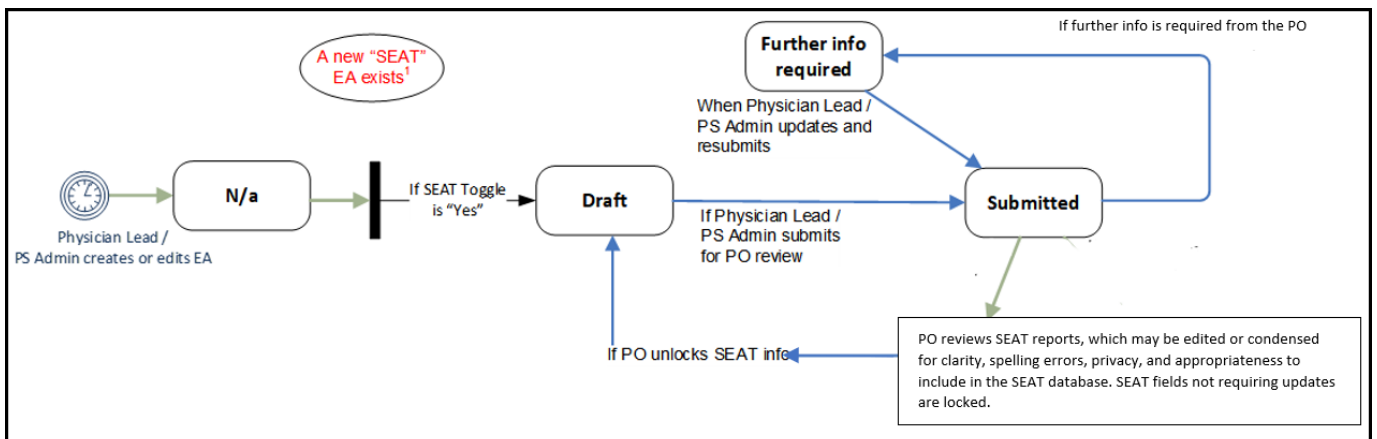 If further info is required from the PO
A new “SEAT”
EA exists1
Further info
required
When Physician Lead /
PS Admin updates and
resubmits
N/a
If SEAT Toggle
is “Yes”
Draft
Submitted
If Physician Lead /
PS Admin submits
for PO review
Physician Lead /
PS Admin creates or edits EA
PO reviews SEAT reports, which may be edited or condensed
for clarity, spelling errors, privacy, and appropriateness to
include in the SEAT database. SEAT fields not requiring updates
are locked.
If PO unlocks SEAT info